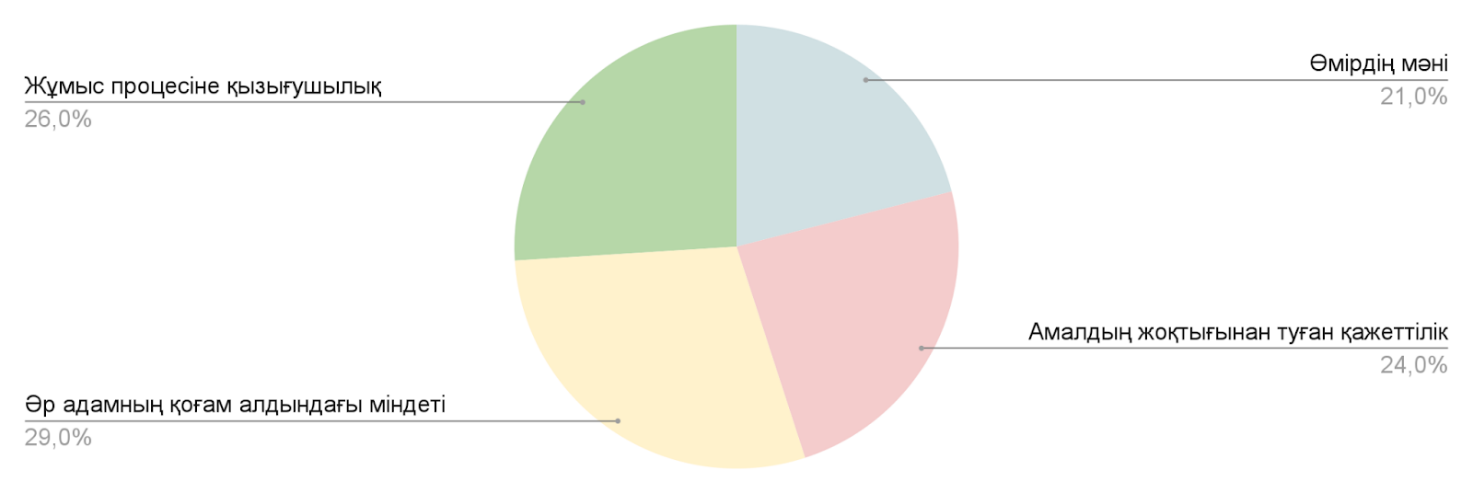 Өмірдің мәні
21,0%
Жұмыс процесіне қызығушылық
26,0%
Амалдың жоқтығынан туған қажеттілік
24,0%
Әр адамның қоғам алдындағы міндеті
29,0%